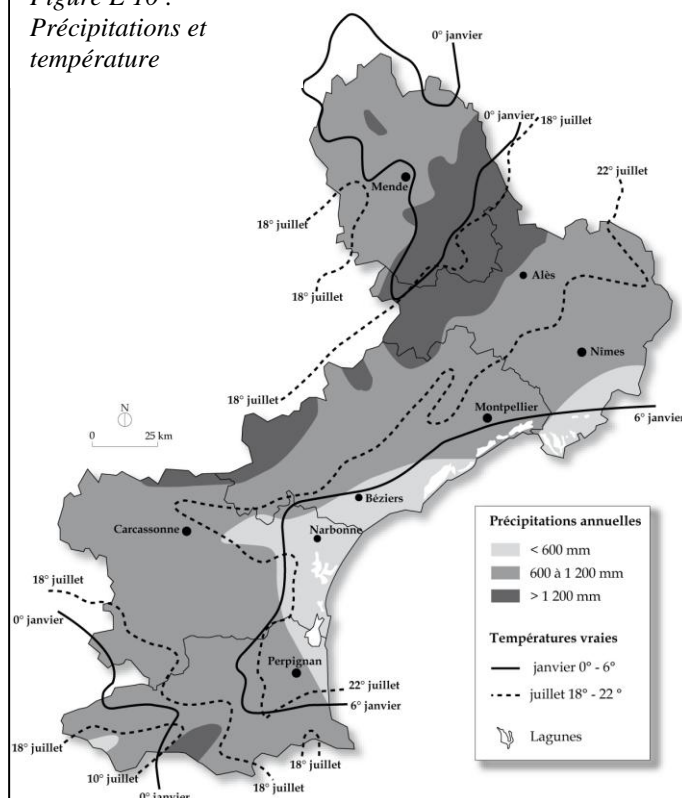 Figure E 10 :
Précipitations et
température
0° janvier
0° janvier
18° juillet
22° juillet
Mende
18° juillet
18° juillet
Alès
Nîmes
18° juillet
N
0 25 km
Montpellier
6° janvier
Béziers
Carcassonne
Narbonne
18° juillet
0° janvier
Perpignan
22° juillet
6° janvier
18° juillet
10° juillet
0° janvier
18° juillet
18° juillet
Précipitations annuelles
< 600 mm
600 à 1 200 mm
> 1 200 mm
Températures vraies
janvier 0° - 6°
juillet 18° - 22 °
Lagunes